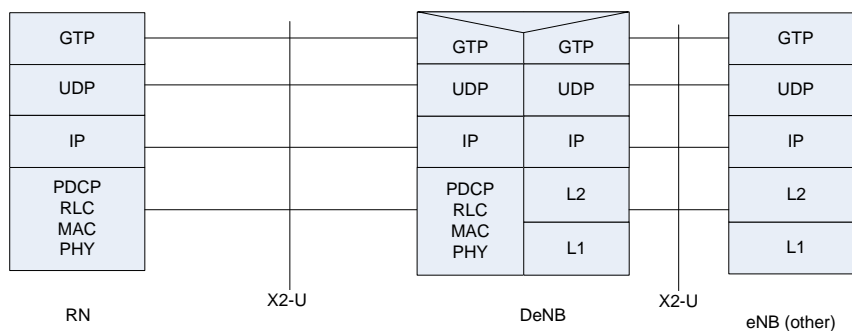 GTP
GTP
GTP
GTP
UDP
UDP
UDP
UDP
IP
IP
IP
IP
PDCP
RLC
MAC
PHY
PDCP
RLC
MAC
PHY
L2
L1
L2
L1
RN
X2-U
DeNB
X2-U
eNB (other)